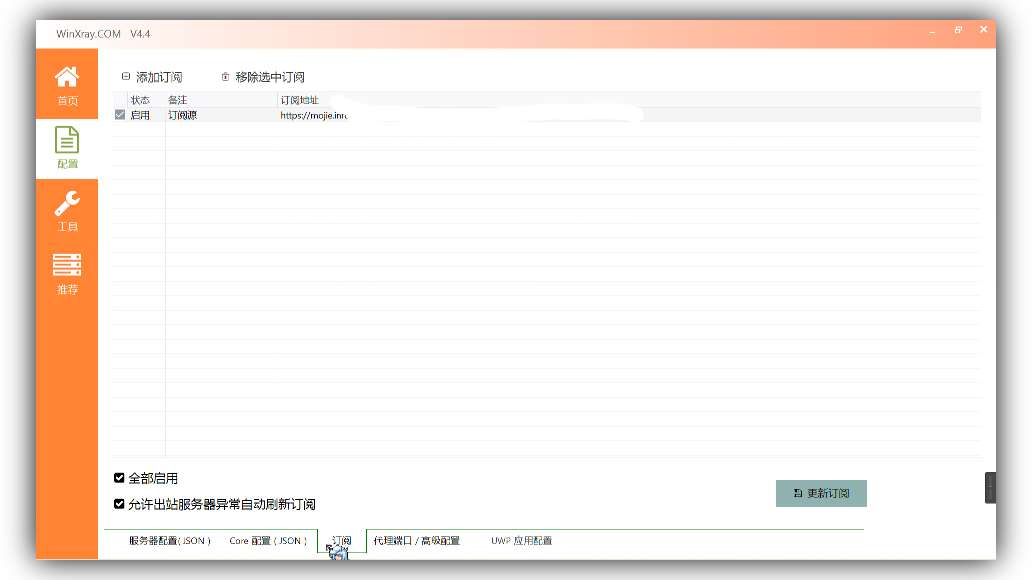 WinXray.COM V4.4
添加订阅 移除选中订阅
状态 备注 订阅地址
启用 订阅源 https://mojie.inf
首页
配置
工具
推荐
全部启用
允许出站服务器异常自动刷新订阅
更新订阅
服务器配置( JSON ) Core 配置 ( JSON ) 订阅 代理端口 / 高级配置 UWP 应用配置